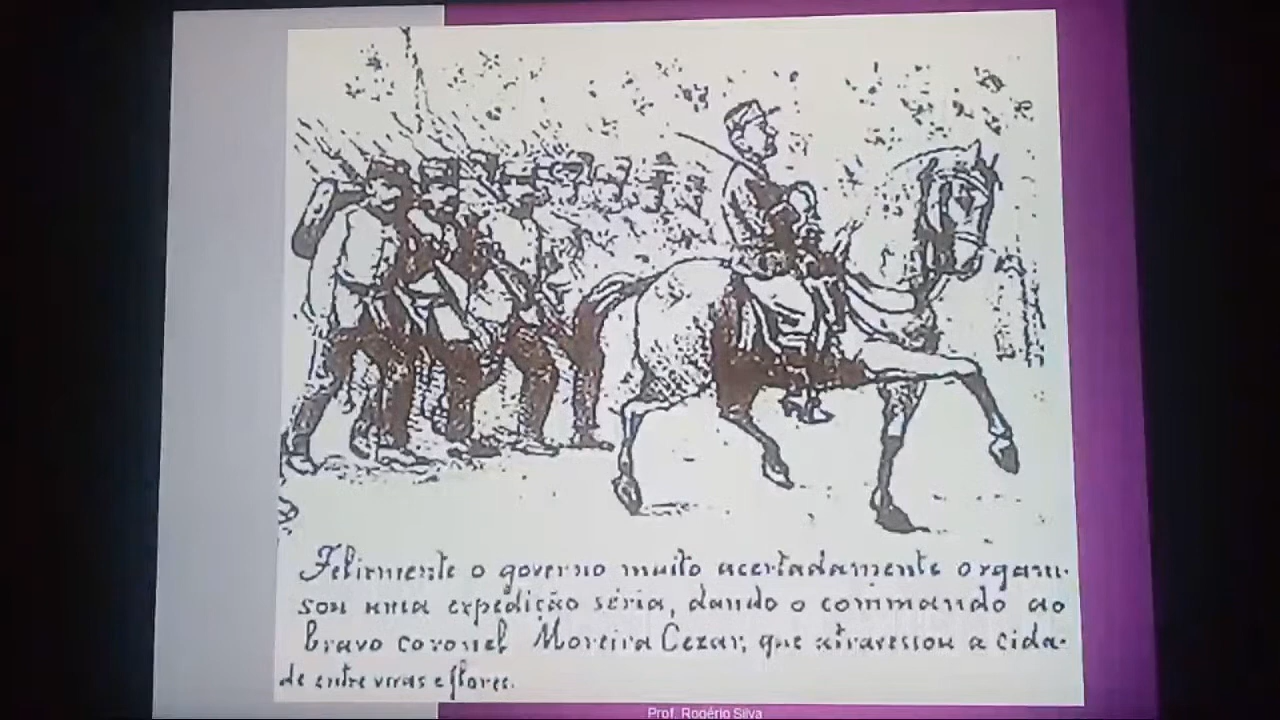 Felizmente o governo muito acertadamente organi-
sou uma expedição séria, dando o commando ao
bravo coronel Moreira Cezar, que atravessou a cida-
de entre vivas e flores.
Prof. Rogério Silva